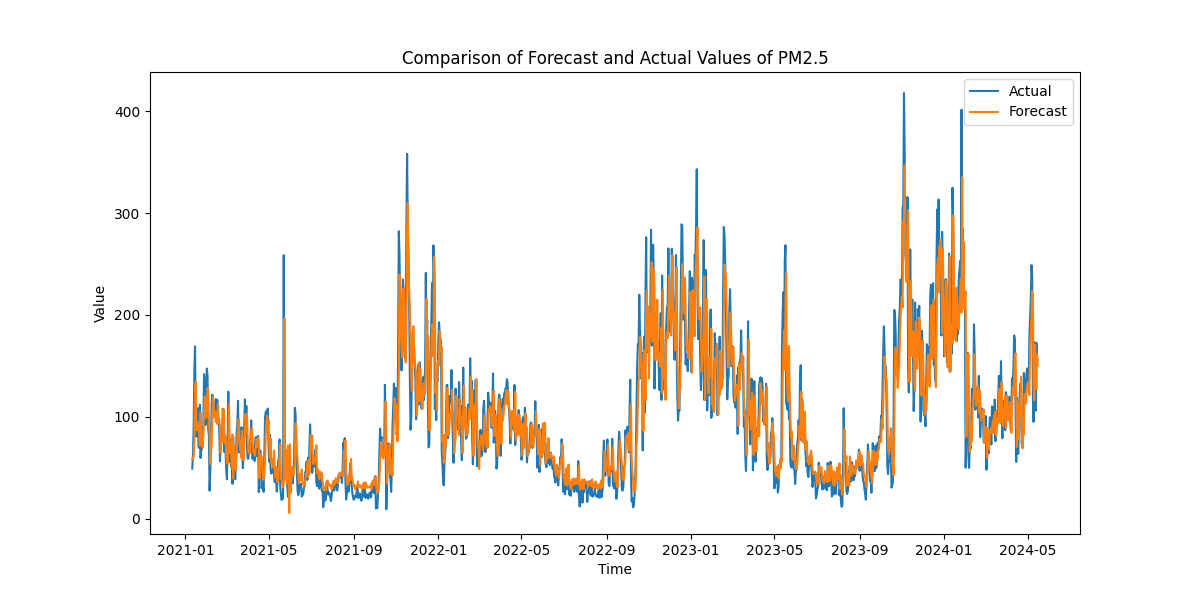 Comparison of Forecast and Actual Values of PM2.5
Actual
Forecast
400
300
200
100
0
Value
2021-01 2021-05 2021-09 2022-01 2022-05 2022-09 2023-01 2023-05 2023-09 2024-01 2024-05
Time